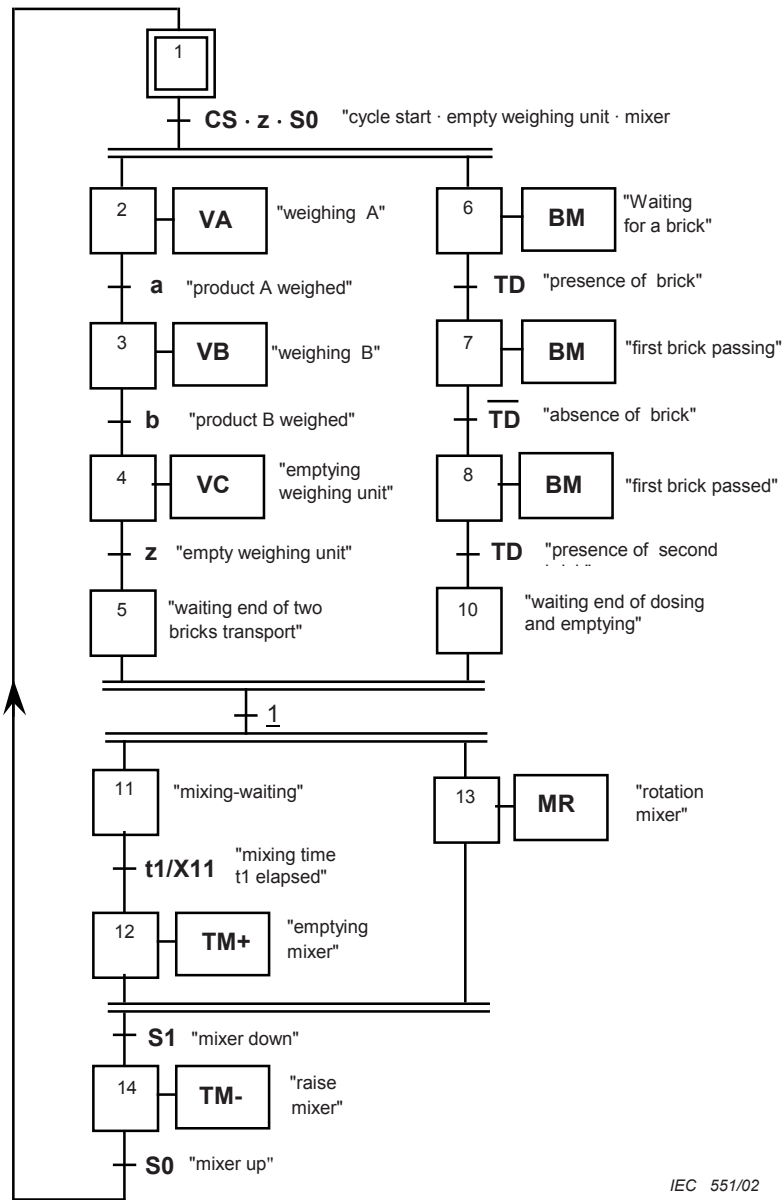 1
CS · z · S0 "cycle start · empty weighing unit · mixer
2 VA "weighing A"
6 BM "Waiting
for a brick"
a "product A weighed"
TD "presence of brick"
3 VB "weighing B"
7 BM "first brick passing"
b "product B weighed"
T̅D̅ "absence of brick"
4 VC "emptying
weighing unit"
8 BM "first brick passed"
z "empty weighing unit"
TD "presence of second
5 "waiting end of two
bricks transport"
10 "waiting end of dosing
and emptying"
1
11 "mixing-waiting"
13 MR "rotation
mixer"
t1/X11 "mixing time
t1 elapsed"
12 TM+ "emptying
mixer"
S1 "mixer down"
14 TM- "raise
mixer"
S0 "mixer up"
IEC 551/02